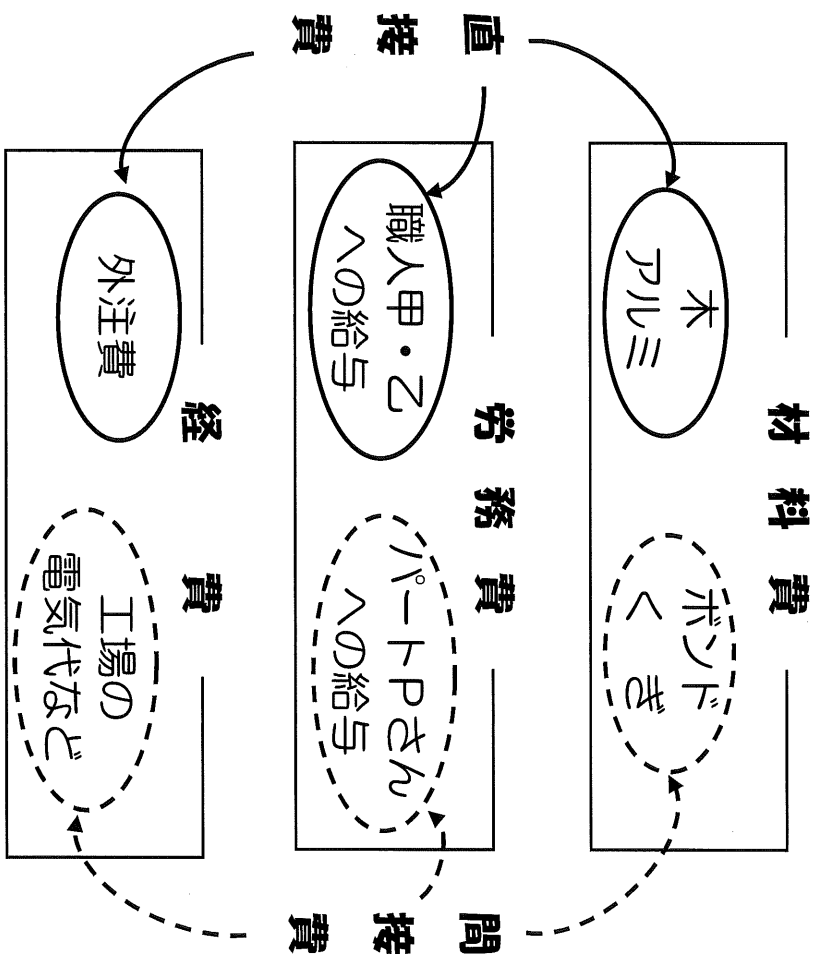 材料費
木
アルミ
ボンド
くぎ
直接費
労務費
職人甲・乙
への給与
パートPさん
への給与
間接費
経費
外注費
工場の
電気代など